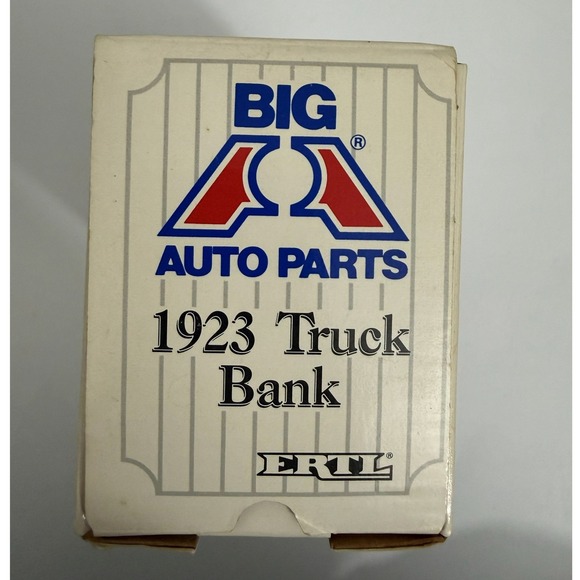 BIG
A®
AUTO PARTS
1923 Truck
Bank
ERTL®